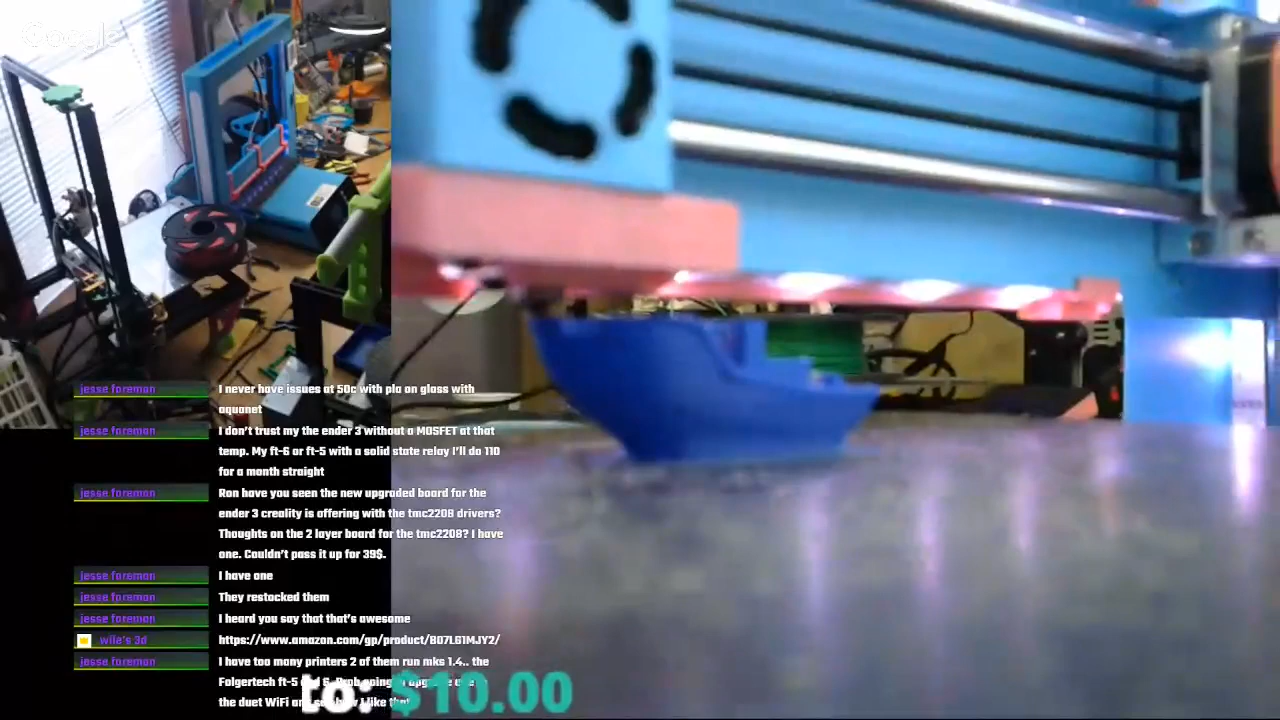 Google
jesse foreman I never have issues at 50c with pla on glass with
aquanet
jesse foreman I don't trust my the ender 3 without a MOSFET at that
temp. My ft-6 or ft-5 with a solid state relay I'll do 110
for a month straight
jesse foreman Ron have you seen the new upgraded board for the
ender 3 creality is offering with the tmc2208 drivers?
Thoughts on the 2 layer board for the tmc2208? I have
one. Couldn't pass it up for 39$.
jesse foreman I have one
jesse foreman They restocked them
jesse foreman I heard you say that that's awesome
wile's 3d https://www.amazon.com/gp/product/B07LG1MJY2/
jesse foreman I have too many printers 2 of them run mks 1.4.. the
Folgertech ft-5
the duet WiFi
to: $10.00